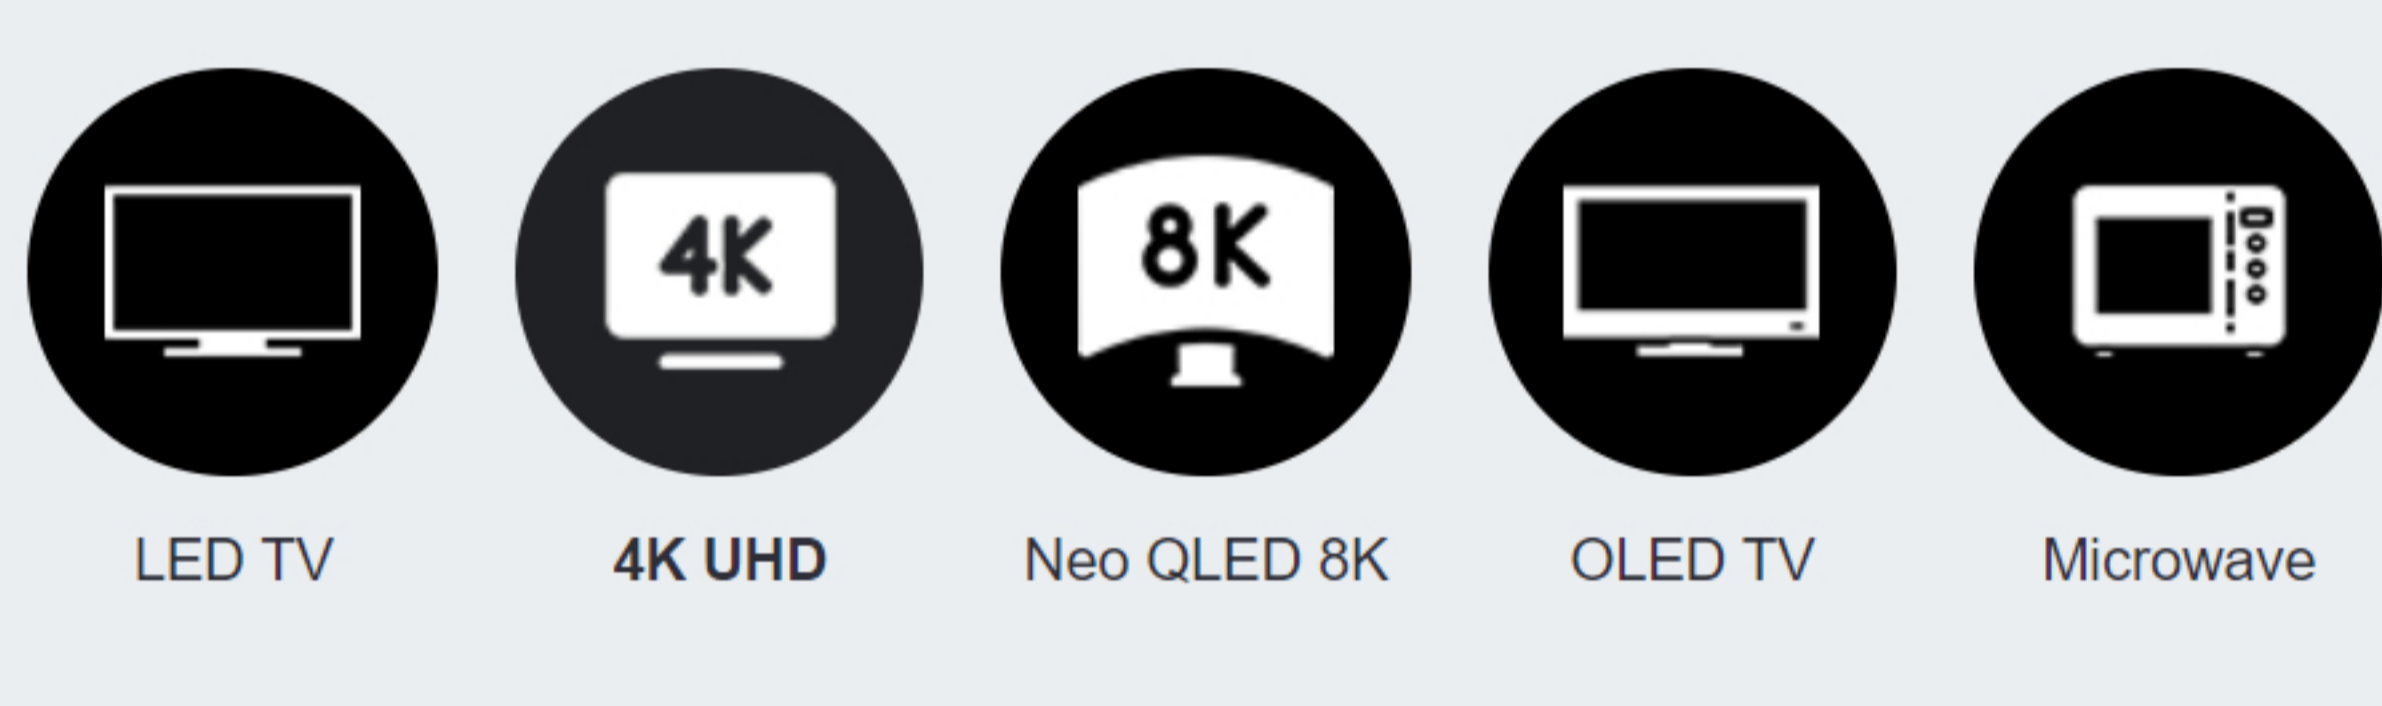 4K
8K
LED TV
4K UHD
Neo QLED 8K
OLED TV
Microwave